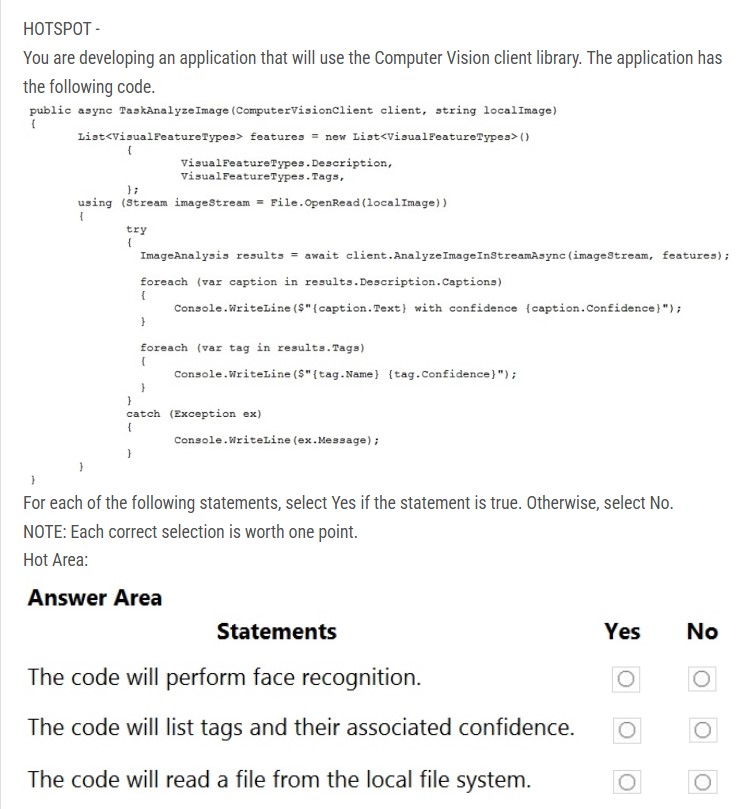 HOTSPOT -
You are developing an application that will use the Computer Vision client library. The application has
the following code.
public async TaskAnalyzeImage(ComputerVisionClient client, string localImage)
{
List<VisualFeatureTypes> features = new List<VisualFeatureTypes>()
{
VisualFeatureTypes.Description,
VisualFeatureTypes.Tags,
};
using (Stream imageStream = File.OpenRead(localImage))
{
try
{
ImageAnalysis results = await client.AnalyzeImageInStreamAsync(imageStream, features);
foreach (var caption in results.Description.Captions)
{
Console.WriteLine($"{caption.Text} with confidence {caption.Confidence}");
}
foreach (var tag in results.Tags)
{
Console.WriteLine($"{tag.Name} {tag.Confidence}");
}
}
catch (Exception ex)
{
Console.WriteLine(ex.Message);
}
}
}
For each of the following statements, select Yes if the statement is true. Otherwise, select No.
NOTE: Each correct selection is worth one point.
Hot Area:
Answer Area
Statements Yes No
The code will perform face recognition.
The code will list tags and their associated confidence.
The code will read a file from the local file system.